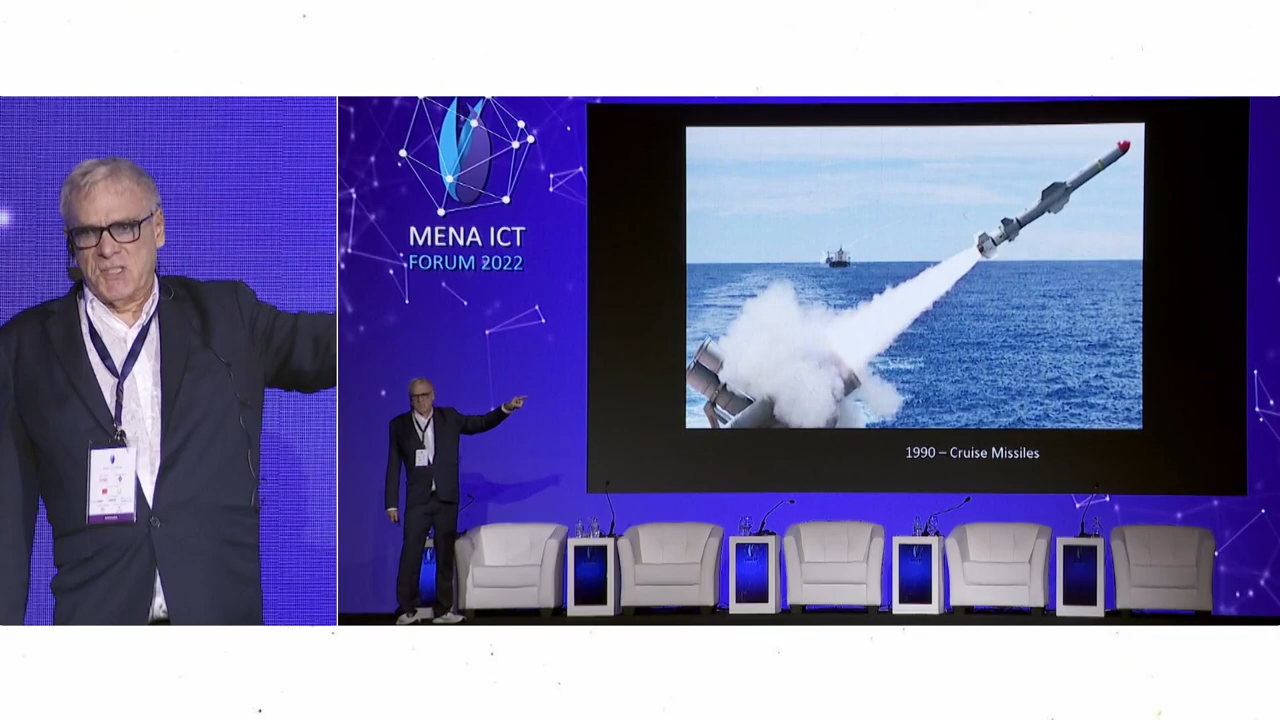 MENA ICT
FORUM 2022
1990 – Cruise Missiles